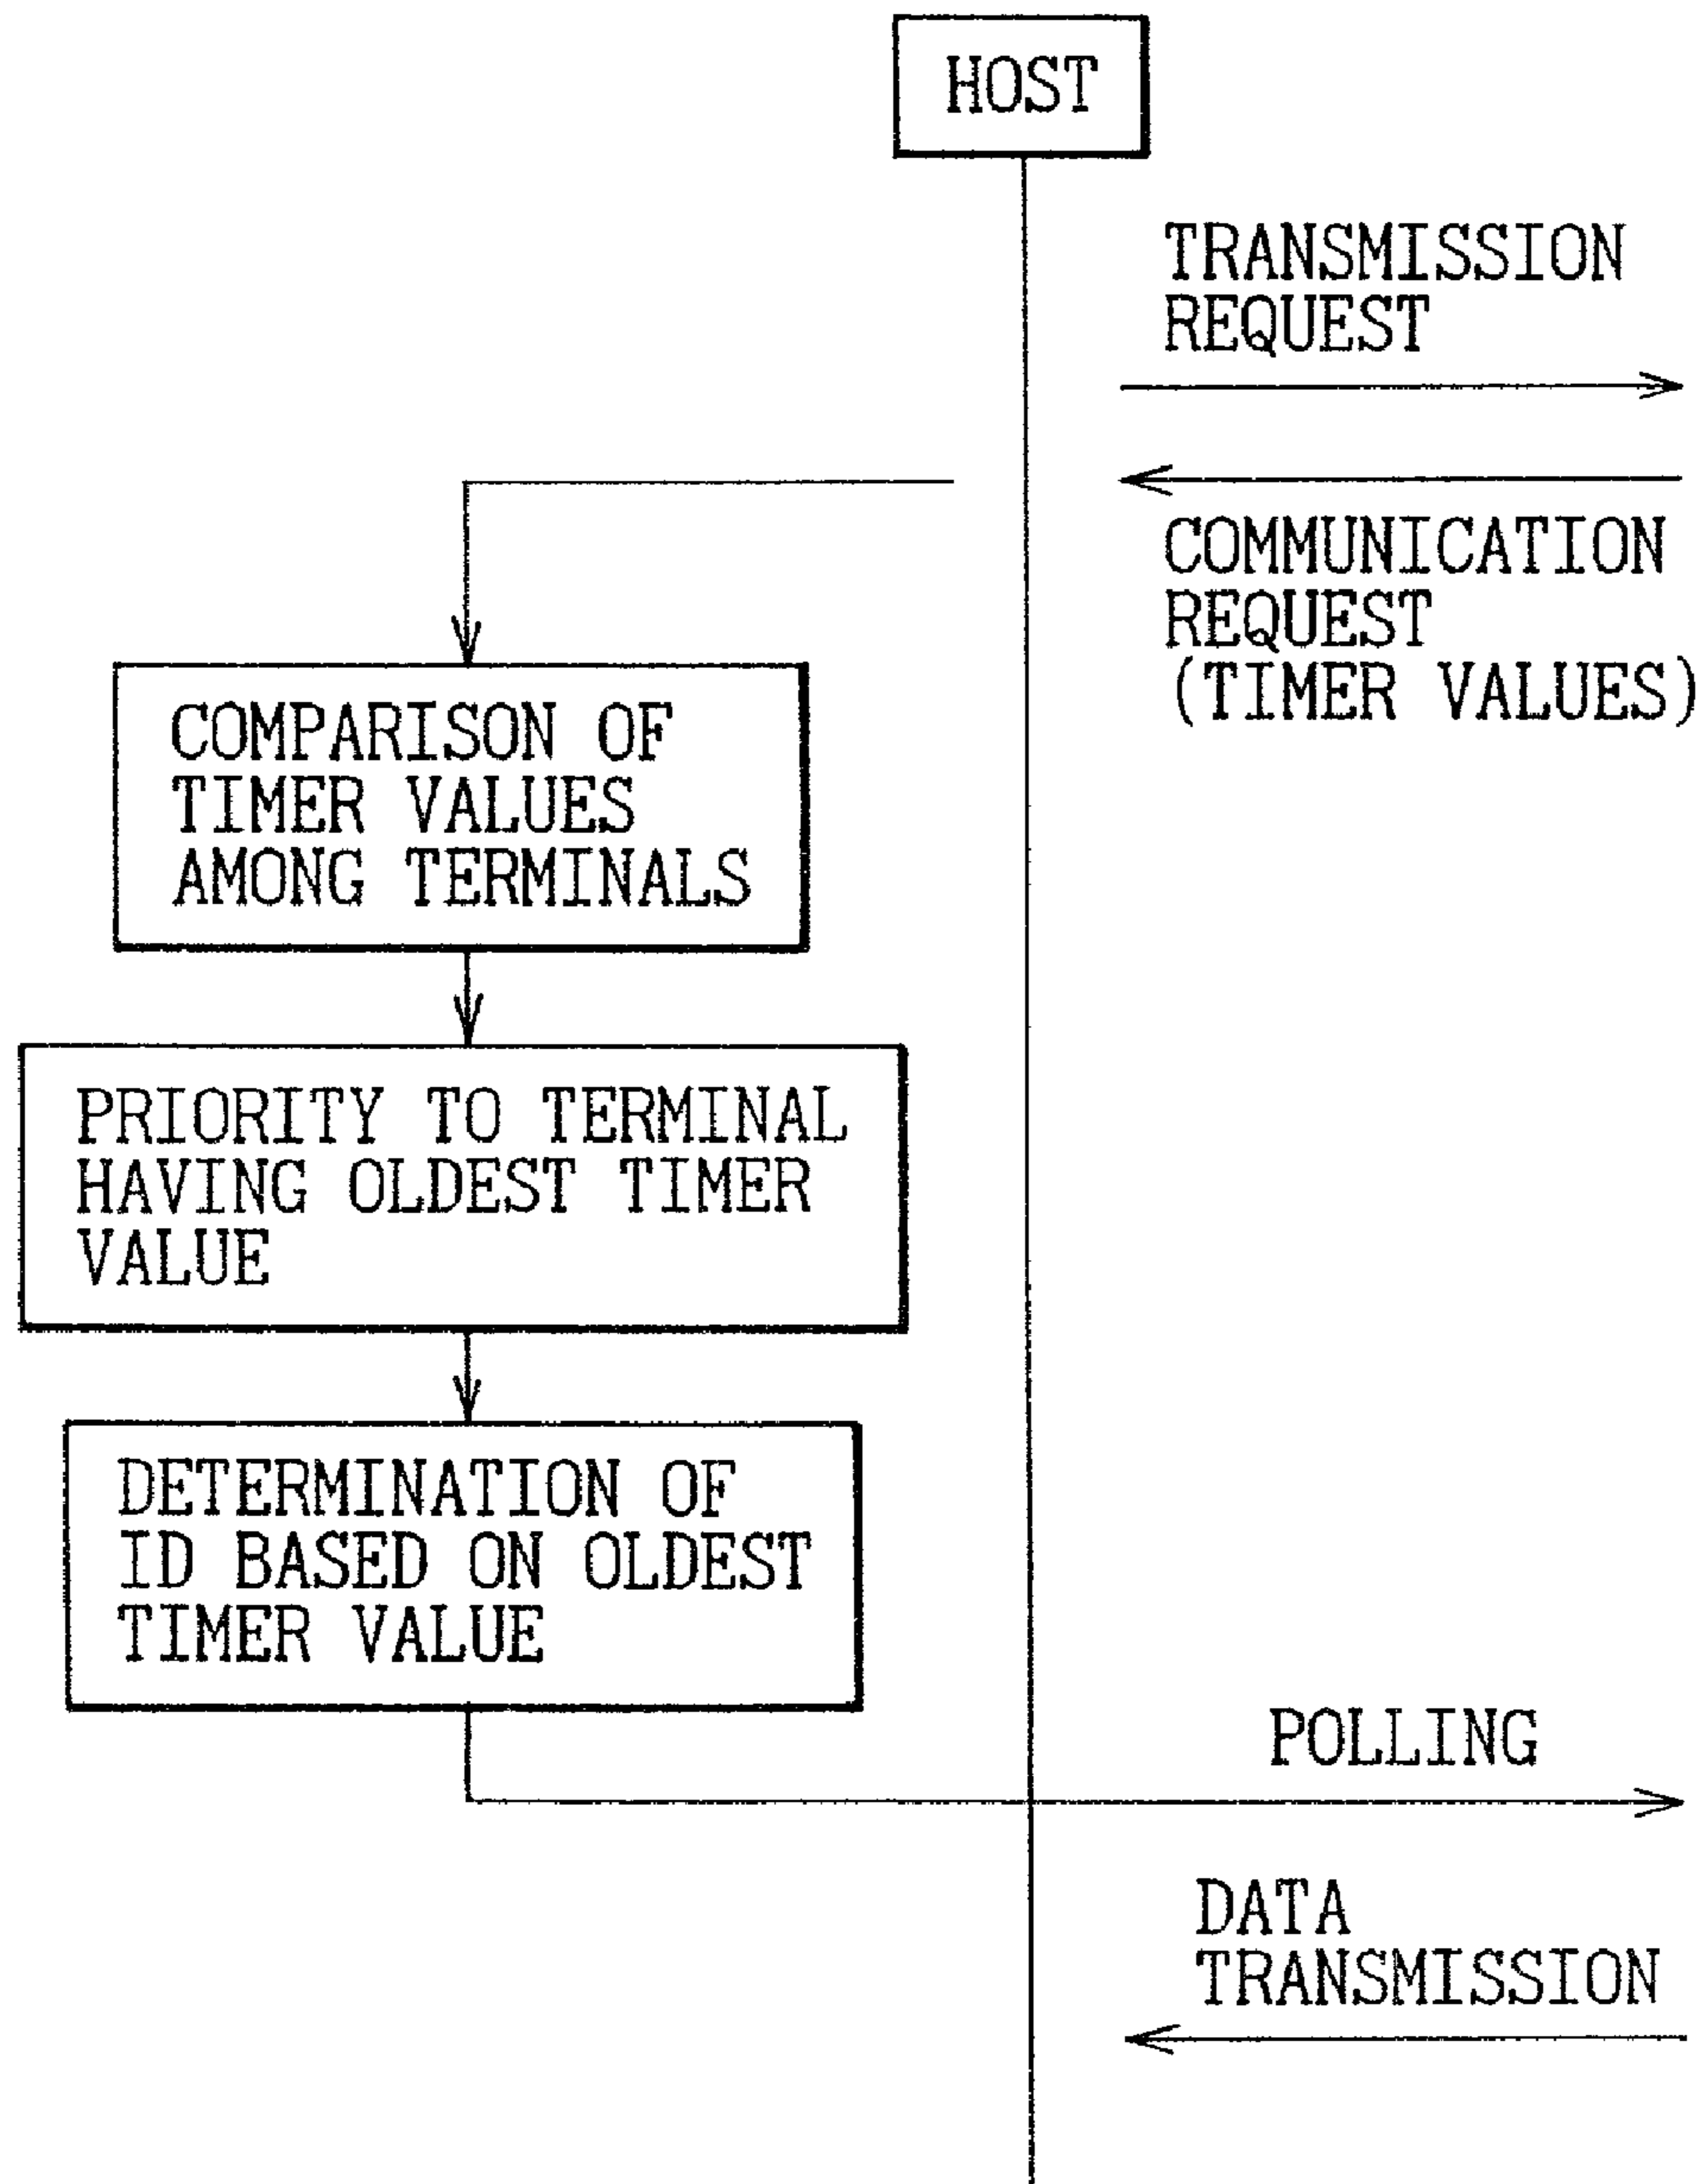 HOST
TRANSMISSION
REQUEST
COMMUNICATION
REQUEST
(TIMER VALUES)
COMPARISON OF
TIMER VALUES
AMONG TERMINALS
PRIORITY TO TERMINAL
HAVING OLDEST TIMER
VALUE
DETERMINATION OF
ID BASED ON OLDEST
TIMER VALUE
POLLING
DATA
TRANSMISSION